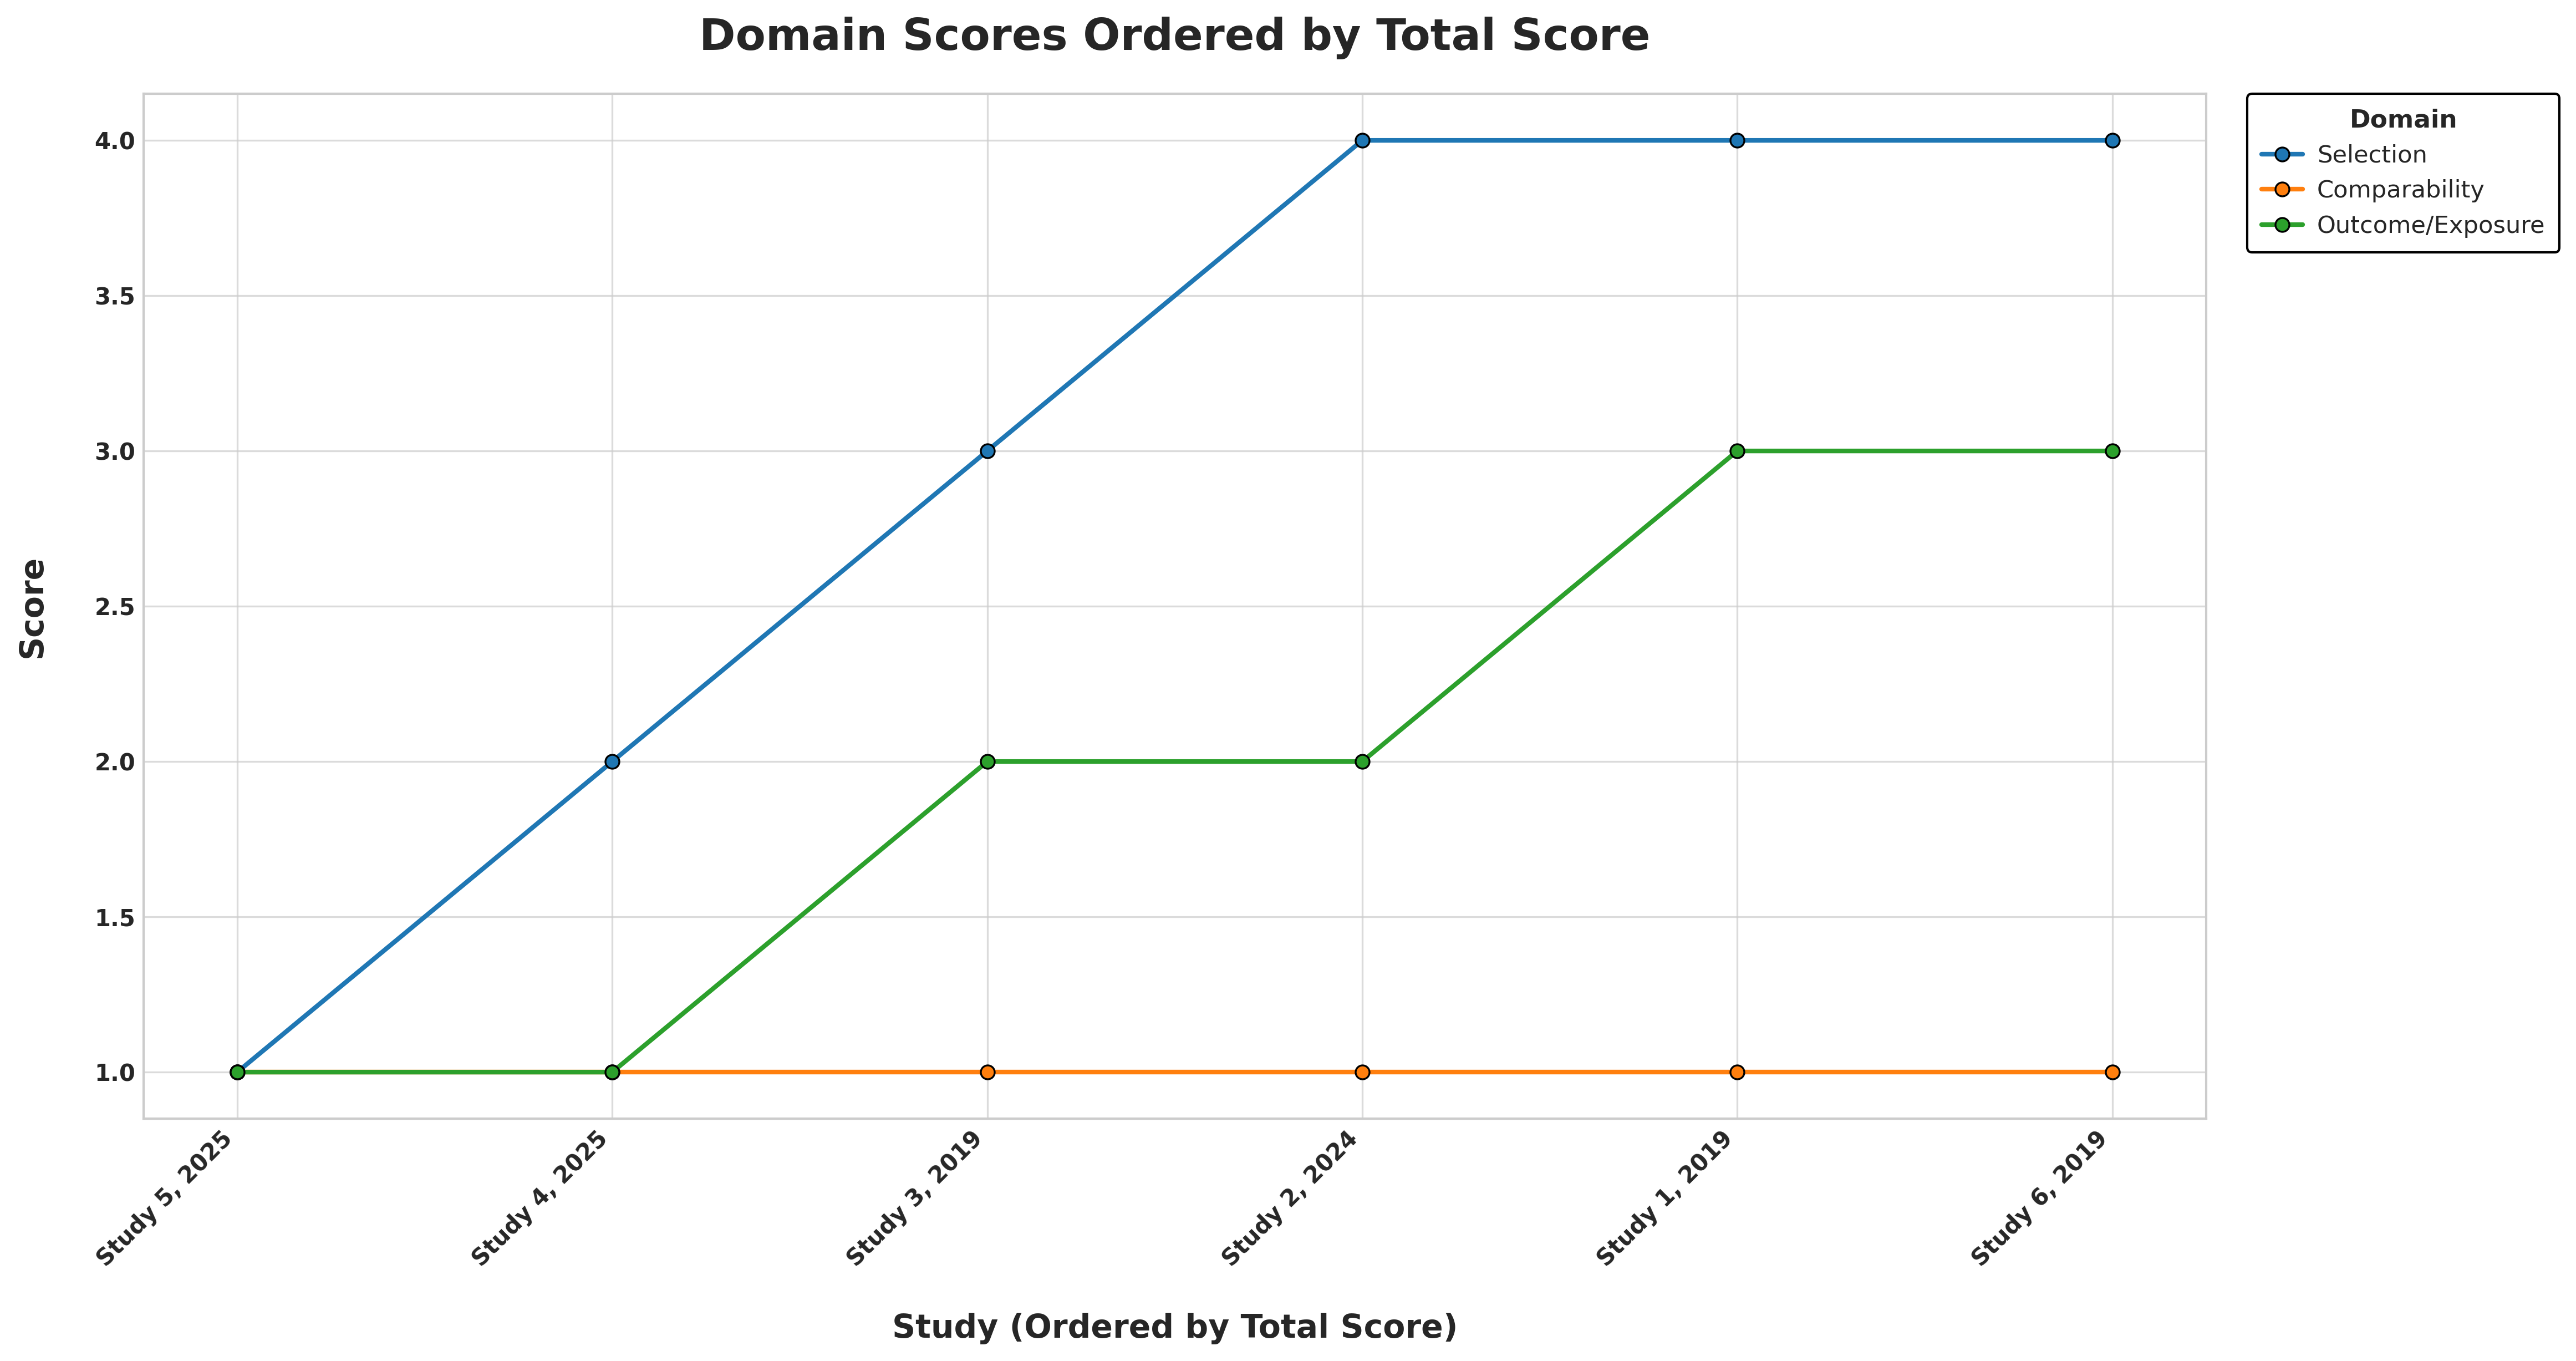 Domain Scores Ordered by Total Score
Domain
Selection
Comparability
Outcome/Exposure
Score
4.0
3.5
3.0
2.5
2.0
1.5
1.0
Study 5, 2025
Study 4, 2025
Study 3, 2019
Study 2, 2024
Study 1, 2019
Study 6, 2019
Study (Ordered by Total Score)